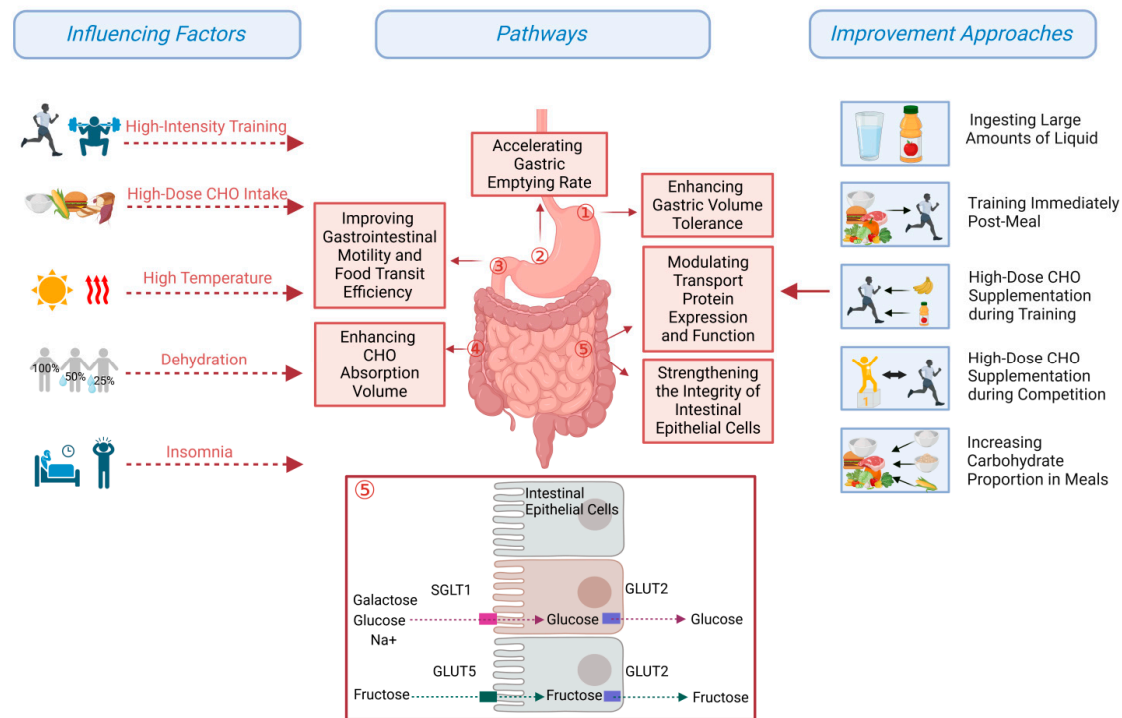 Influencing Factors
Pathways
Improvement Approaches
High-Intensity Training
High-Dose CHO Intake
High Temperature
Dehydration
100%
50%
25%
Insomnia
Accelerating
Gastric
Emptying Rate
①
Enhancing
Gastric Volume
Tolerance
②
Improving
Gastrointestinal
Motility and
Food Transit
Efficiency
③
Modulating
Transport
Protein
Expression
and Function
Enhancing
CHO
Absorption
Volume
④
⑤
Strengthening
the Integrity of
Intestinal
Epithelial Cells
Ingesting Large
Amounts of Liquid
Training Immediately
Post-Meal
High-Dose CHO
Supplementation
during Training
1
High-Dose CHO
Supplementation
during Competition
Increasing
Carbohydrate
Proportion in Meals
⑤
Intestinal
Epithelial Cells
SGLT1
GLUT2
Galactose
Glucose
Na+
Glucose
Glucose
GLUT5
GLUT2
Fructose
Fructose
Fructose